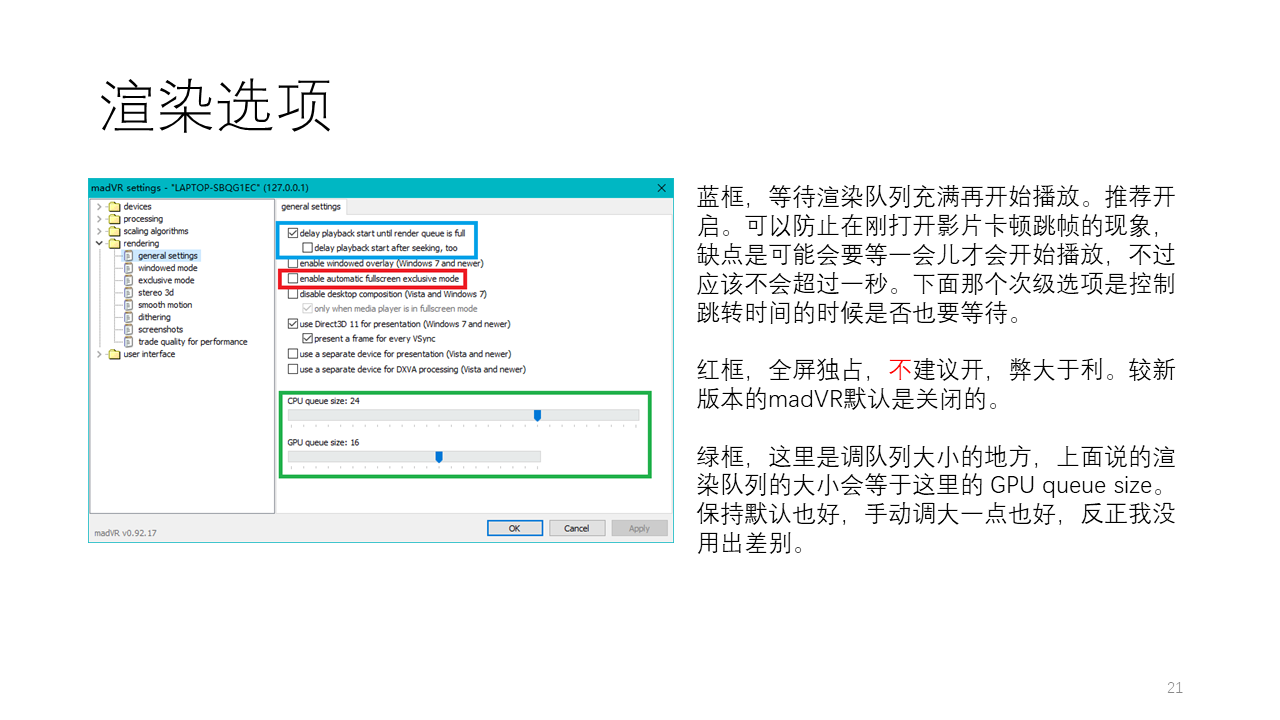 渲染选项
madVR settings - "LAPTOP-SBQG1EC" (127.0.0.1)
devices
processing
scaling algorithms
rendering
general settings
windowed mode
exclusive mode
stereo 3d
smooth motion
dithering
screenshots
trade quality for performance
user interface
madVR v0.92.17
general settings
delay playback start until render queue is full
delay playback start after seeking, too
enable windowed overlay (Windows 7 and newer)
enable automatic fullscreen exclusive mode
disable desktop composition (Vista and Windows 7)
only when media player is in fullscreen mode
use Direct3D 11 for presentation (Windows 7 and newer)
present a frame for every VSync
use a separate device for presentation (Vista and newer)
use a separate device for DXVA processing (Vista and newer)
CPU queue size: 24
GPU queue size: 16
OK Cancel Apply
蓝框，等待渲染队列充满再开始播放。推荐开
启。可以防止在刚打开影片卡顿跳帧的现象，
缺点是可能会要等一会儿才会开始播放，不过
应该不会超过一秒。下面那个次级选项是控制
跳转时间的时候是否也要等待。
红框，全屏独占，不建议开，弊大于利。较新
版本的madVR默认是关闭的。
绿框，这里是调队列大小的地方，上面说的渲
染队列的大小会等于这里的 GPU queue size。
保持默认也好，手动调大一点也好，反正我没
用出差别。
21